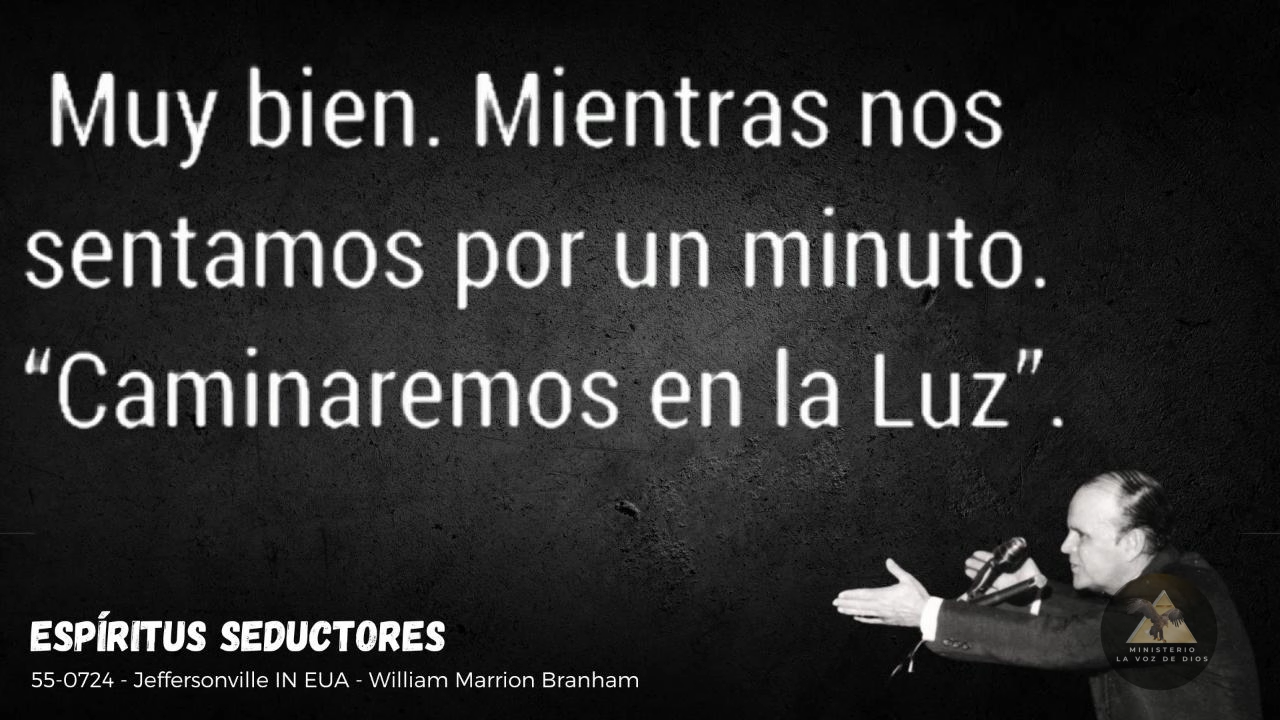 Muy bien. Mientras nos
sentamos por un minuto.
“Caminaremos en la Luz”.
ESPÍRITUS SEDUCTORES
55-0724 - Jeffersonville IN EUA - William Marrion Branham
MINISTERIO
LA VOZ DE DIOS